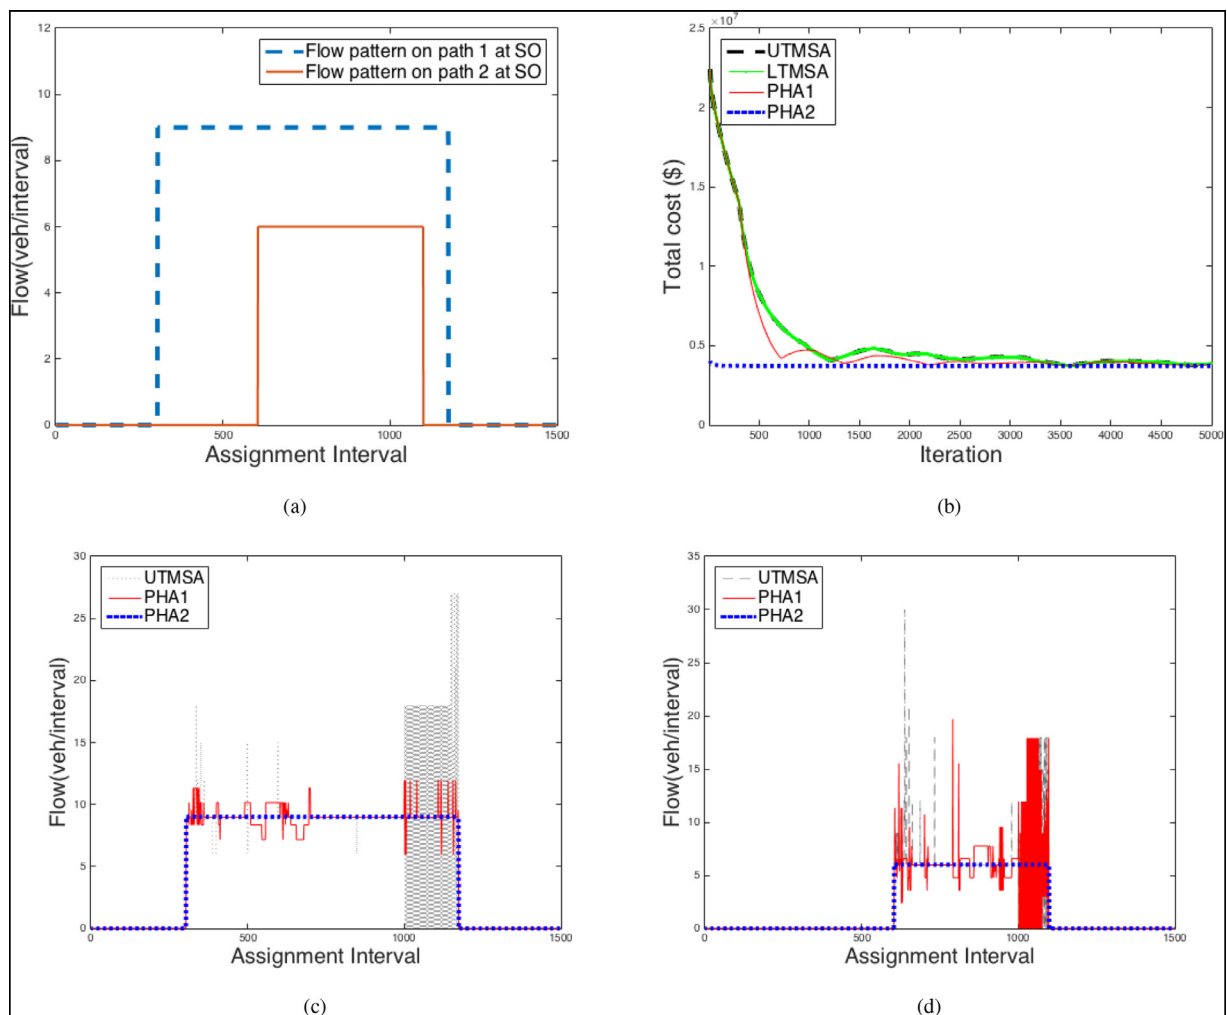 12
10
8
6
4
2
0
Flow(veh/interval)
Flow pattern on path 1 at SO
Flow pattern on path 2 at SO
0
500
1000
1500
Assignment Interval
(a)
×10⁷
2.5
2
1.5
1
0.5
0
Total cost ($)
UTMSA
LTMSA
PHA1
PHA2
500
1000
1500
2000
2500
3000
3500
4000
4500
5000
Iteration
(b)
30
25
20
15
10
5
0
Flow(veh/interval)
UTMSA
PHA1
PHA2
0
500
1000
1500
Assignment Interval
(c)
35
30
25
20
15
10
5
0
Flow(veh/interval)
UTMSA
PHA1
PHA2
0
500
1000
1500
Assignment Interval
(d)